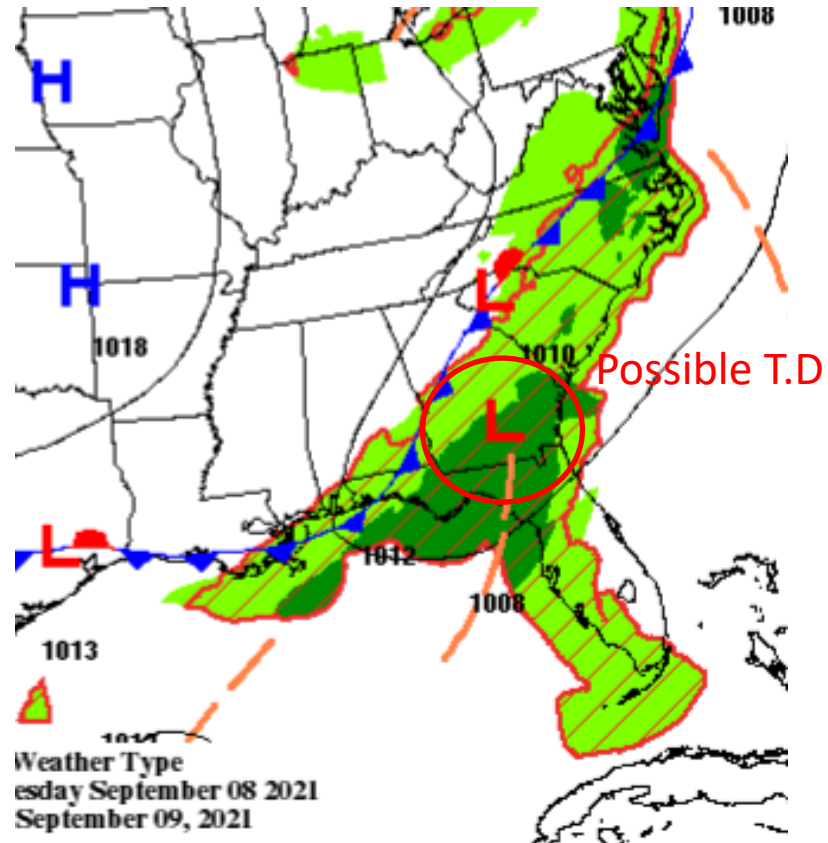 1008
H
H
L
1018
1010
Possible T.D
L
L
1012
1008
1013
Weather Type
esday September 08 2021
September 09, 2021